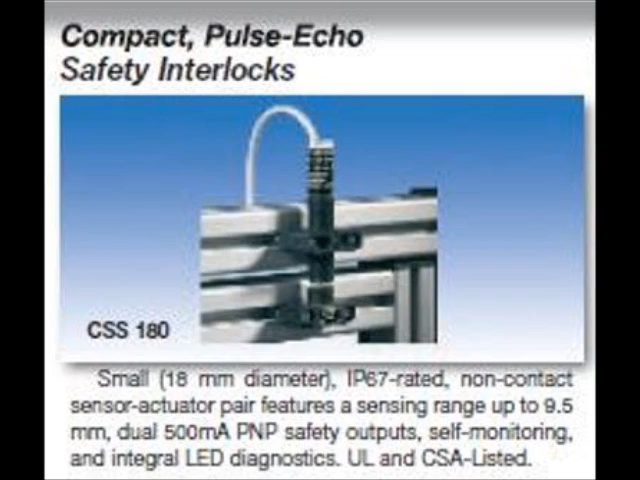 Compact, Pulse-Echo
Safety Interlocks
CSS 180
Small (18 mm diameter), IP67-rated, non-contact
sensor-actuator pair features a sensing range up to 9.5
mm, dual 500mA PNP safety outputs, self-monitoring,
and integral LED diagnostics. UL and CSA-Listed.